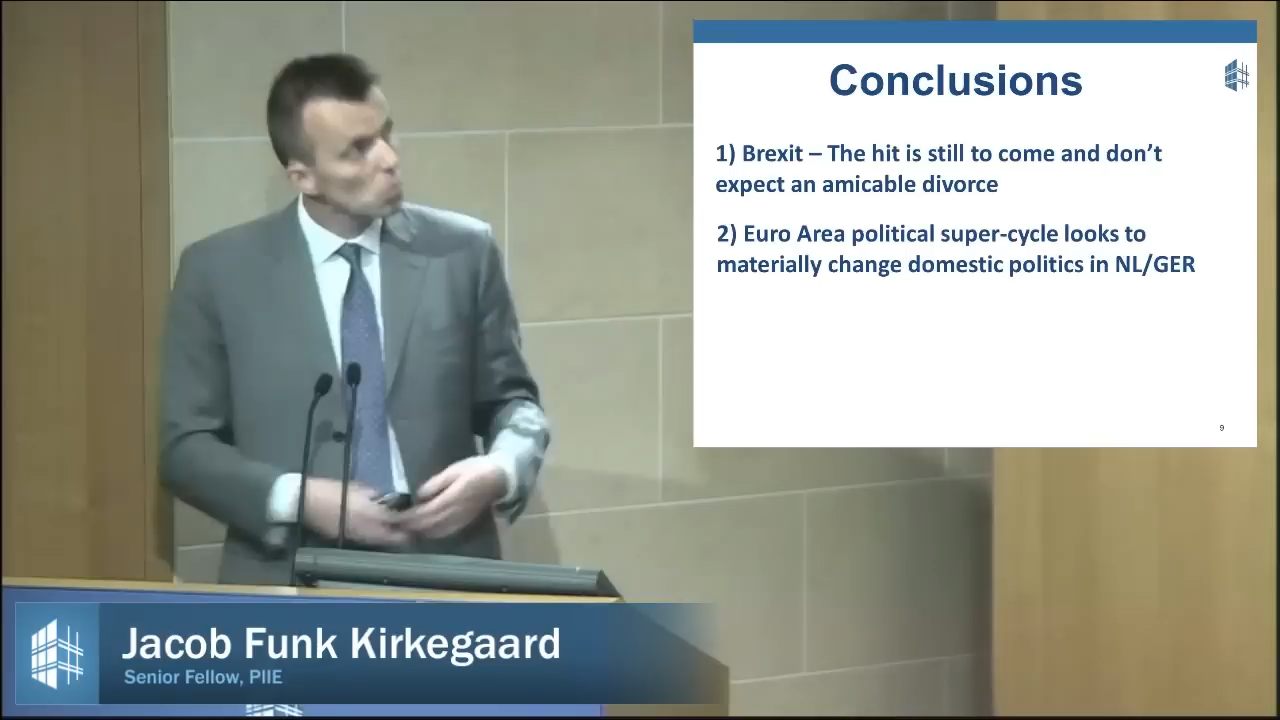 Conclusions
1) Brexit – The hit is still to come and don’t
expect an amicable divorce
2) Euro Area political super-cycle looks to
materially change domestic politics in NL/GER
9
Jacob Funk Kirkegaard
Senior Fellow, PIIE